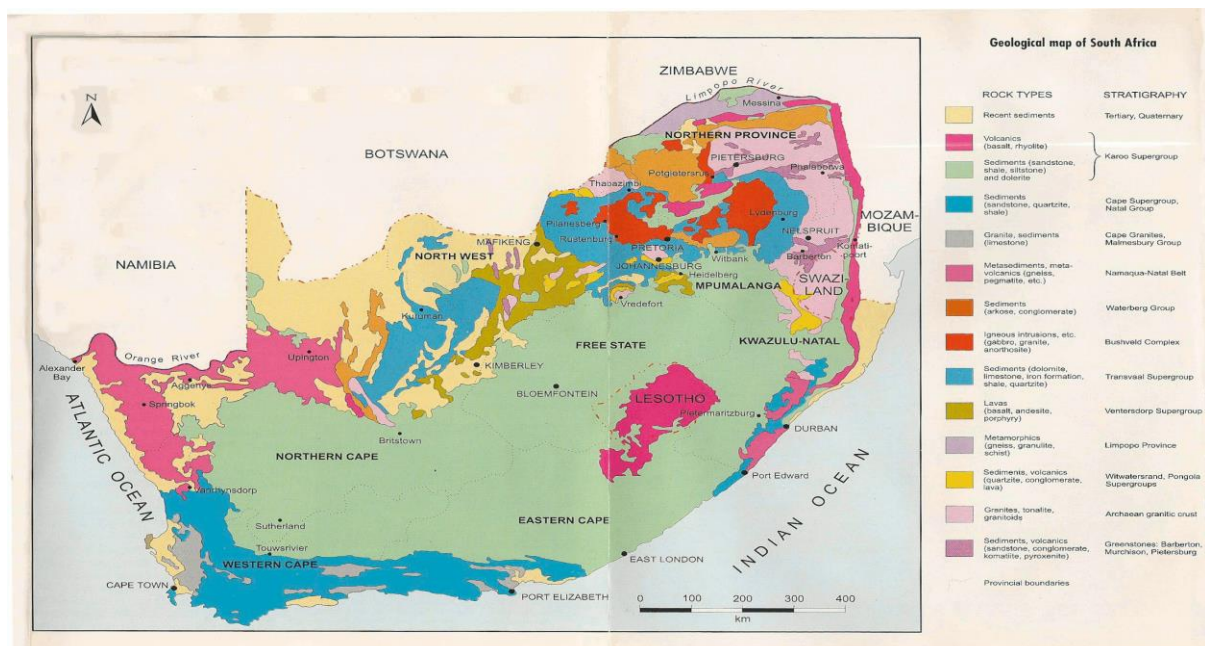 Geological map of South Africa
N
ZIMBABWE
Limpopo River
Messina
NORTHERN PROVINCE
BOTSWANA
PIETERSBURG
Phalaborwa
Potgietersrus
Thabazimbi
MOZAM-
BIQUE
Pilanesberg
Lydenburg
Rustenburg
NELSPRUIT
MAFIKENG
PRETORIA
Komati-
poort
NAMIBIA
NORTH WEST
Witbank
Barberton
JOHANNESBURG
Heidelberg
SWAZI-
LAND
MPUMALANGA
Vredefort
Kuruman
Orange River
FREE STATE
KWAZULU-NATAL
Alexander
Bay
Upington
Aggenys
KIMBERLEY
BLOEMFONTEIN
LESOTHO
Springbok
Pietermaritzburg
DURBAN
Britstown
ATLANTIC OCEAN
NORTHERN CAPE
Port Edward
Vanrhynsdorp
INDIAN OCEAN
Sutherland
EASTERN CAPE
Touwsrivier
WESTERN CAPE
EAST LONDON
CAPE TOWN
PORT ELIZABETH
0 100 200 300 400
km
ROCK TYPES STRATIGRAPHY
Recent sediments Tertiary, Quaternary
Volcanics
(basalt, rhyolite)
Karoo Supergroup
Sediments (sandstone,
shale, siltstone)
and dolerite
Sediments Cape Supergroup,
(sandstone, quartzite, Natal Group
shale)
Granite, sediments Cape Granites,
(limestone) Malmesbury Group
Metasediments, meta-
volcanics (gneiss, Namaqua-Natal Belt
pegmatite, etc.)
Sediments Waterberg Group
(arkose, conglomerate)
Igneous intrusions, etc.
(gabbro, granite, Bushveld Complex
anorthosite)
Sediments (dolomite,
limestone, iron formation, Transvaal Supergroup
shale, quartzite)
Lavas
(basalt, andesite, Ventersdorp Supergroup
porphyry)
Metamorphics
(gneiss, granulite, Limpopo Province
schist)
Sediments, volcanics Witwatersrand, Pongola
(quartzite, conglomerate, Supergroups
lava)
Granites, tonalite, Archaean granitic crust
granitoids
Sediments, volcanics Greenstones: Barberton,
(sandstone, conglomerate, Murchison, Pietersburg
komatiite, pyroxenite)
Provincial boundaries